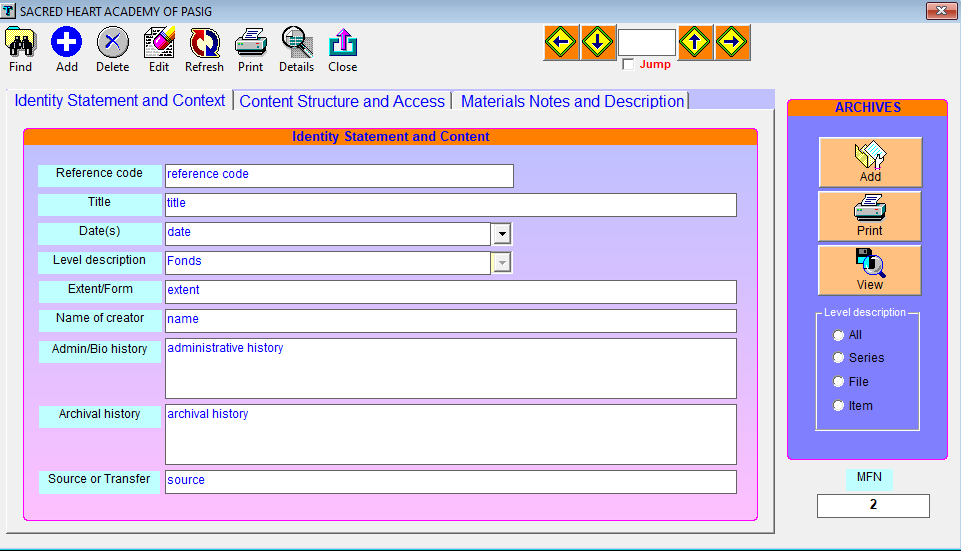 SACRED HEART ACADEMY OF PASIG
Find Add Delete Edit Refresh Print Details Close
Jump
Identity Statement and Context Content Structure and Access Materials Notes and Description
Identity Statement and Content
Reference code reference code
Title title
Date(s) date
Level description Fonds
Extent/Form extent
Name of creator name
Admin/Bio history administrative history
Archival history archival history
Source or Transfer source
ARCHIVES
Add
Print
View
Level description
All
Series
File
Item
MFN
2